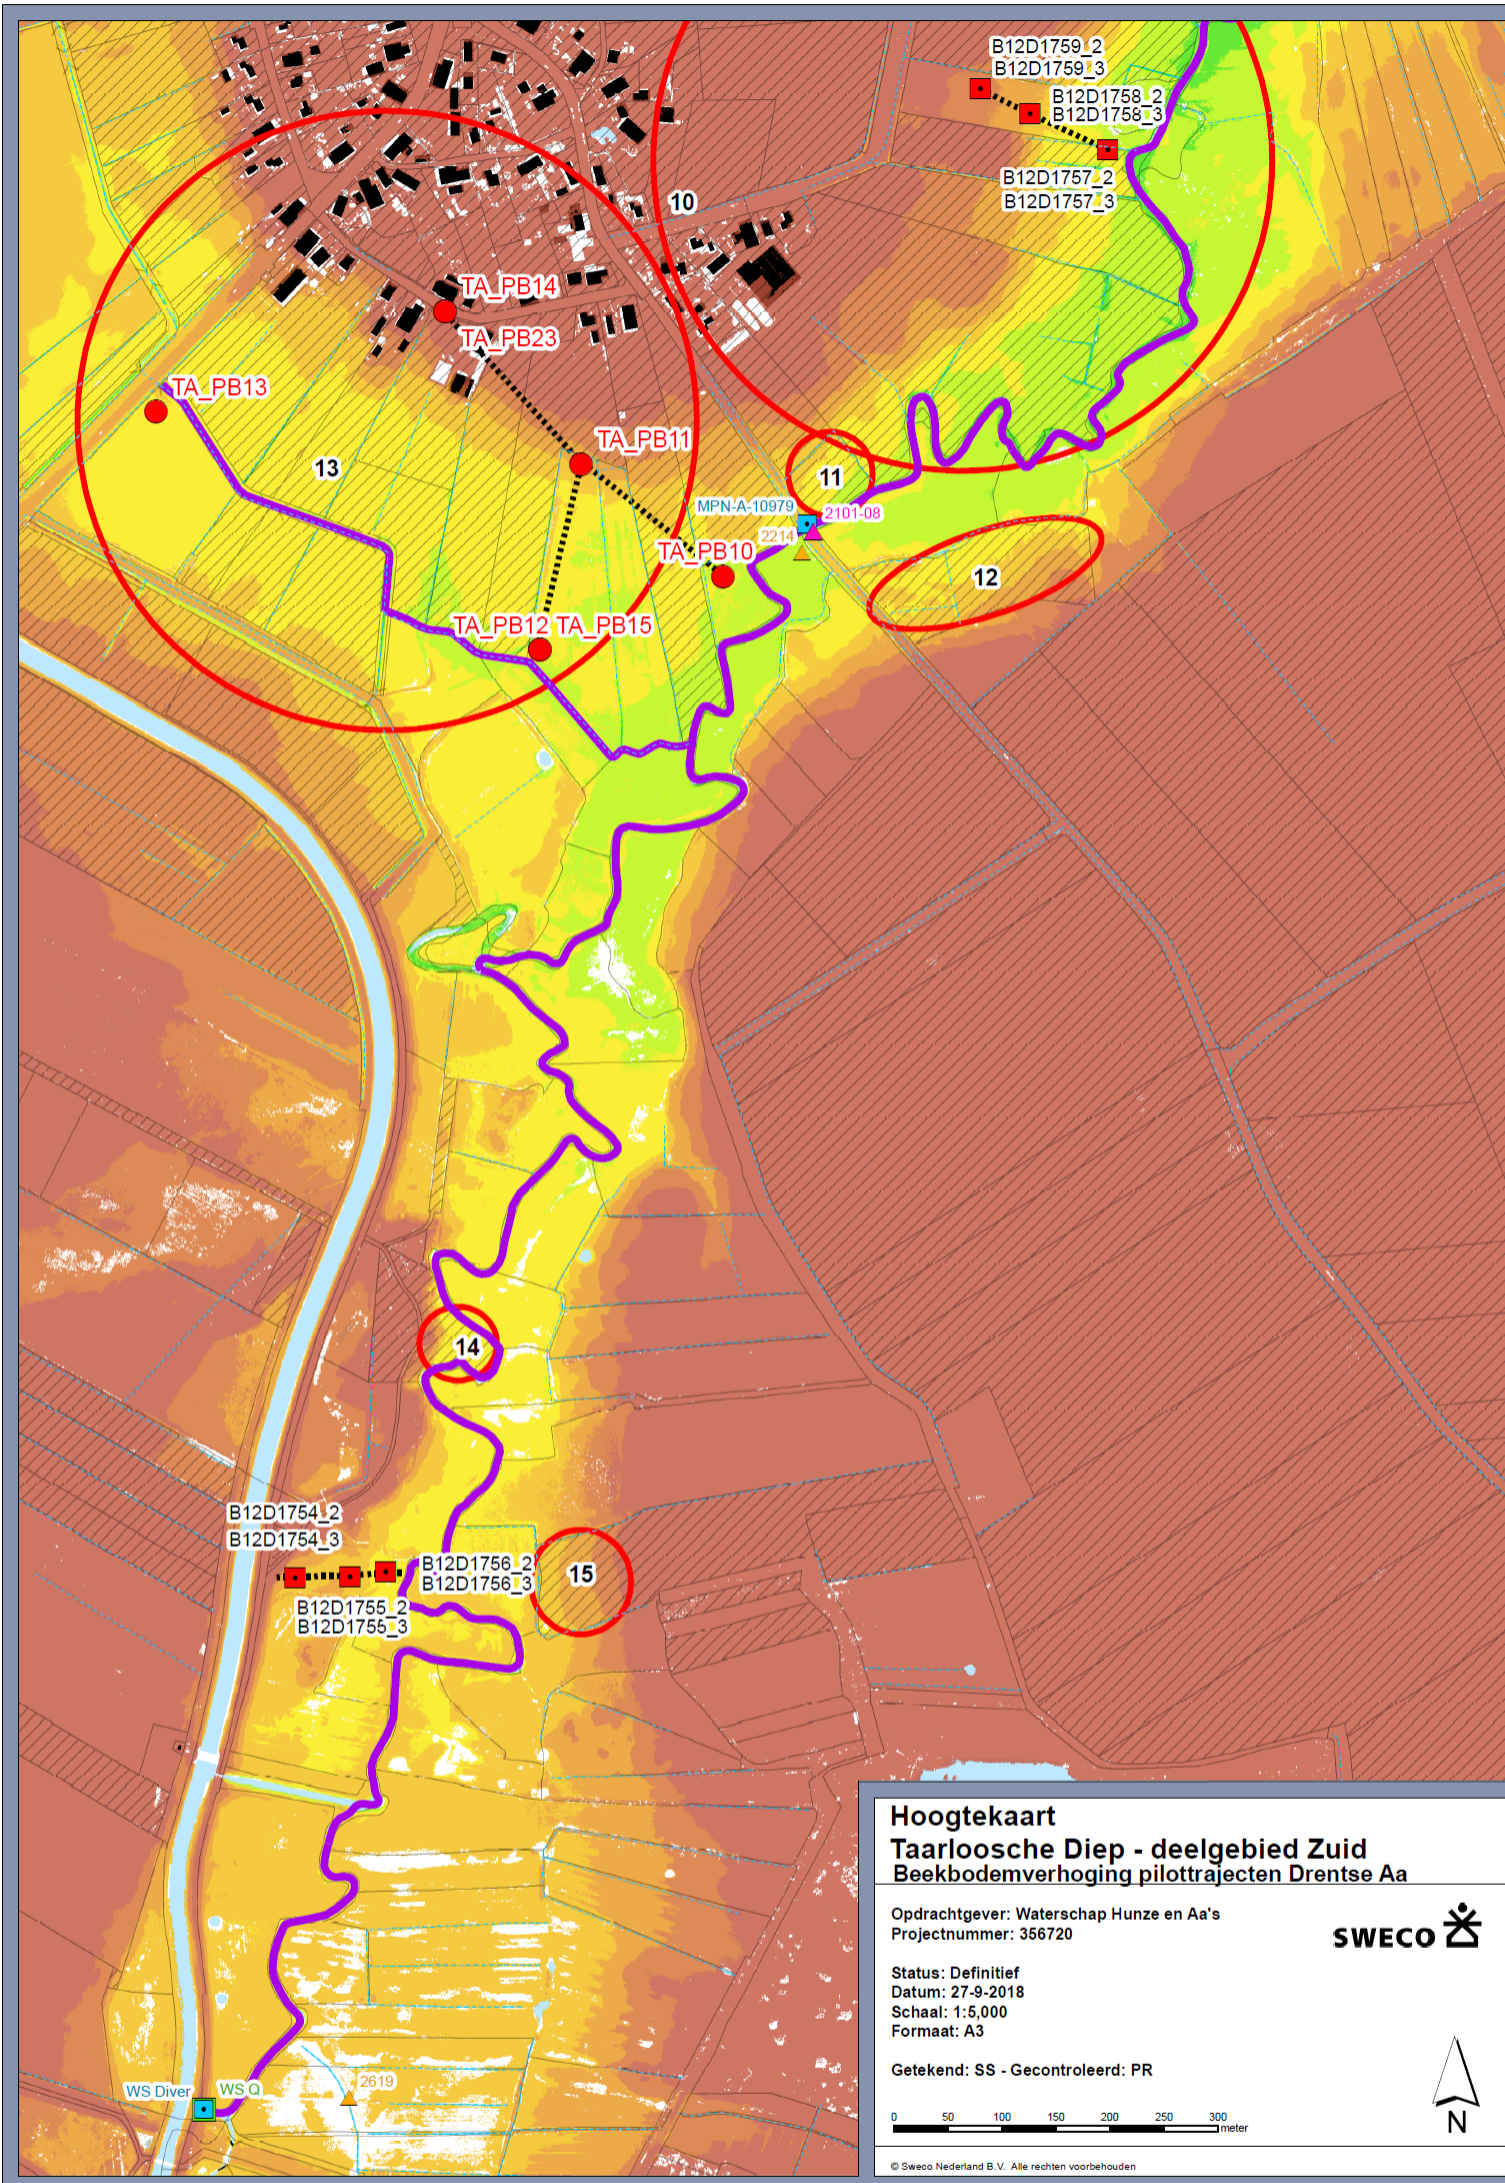 B12D1759_2
B12D1759_3
B12D1758_2
B12D1758_3
B12D1757_2
B12D1757_3
10
TA_PB14
TA_PB23
TA_PB13
TA_PB11
13
11
MPN-A-10979
2101-08
2214
TA_PB10
12
TA_PB12 TA_PB15
14
B12D1754_2
B12D1754_3
B12D1756_2
B12D1756_3
15
B12D1755_2
B12D1755_3
WS Diver
WS Q
2619
Hoogtekaart
Taarloosche Diep - deelgebied Zuid
Beekbodemverhoging pilottrajecten Drentse Aa
Opdrachtgever: Waterschap Hunze en Aa's
Projectnummer: 356720
SWECO
Status: Definitief
Datum: 27-9-2018
Schaal: 1:5,000
Formaat: A3
Getekend: SS - Gecontroleerd: PR
0 50 100 150 200 250 300
meter
N
© Sweco Nederland B.V. Alle rechten voorbehouden